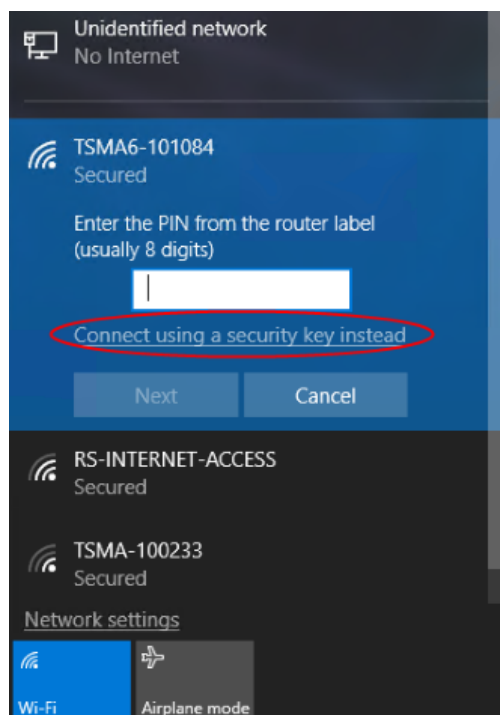 Unidentified network
No Internet
TSMA6-101084
Secured
Enter the PIN from the router label
(usually 8 digits)
Connect using a security key instead
Next
Cancel
RS-INTERNET-ACCESS
Secured
TSMA-100233
Secured
Network settings
Wi-Fi
Airplane mode